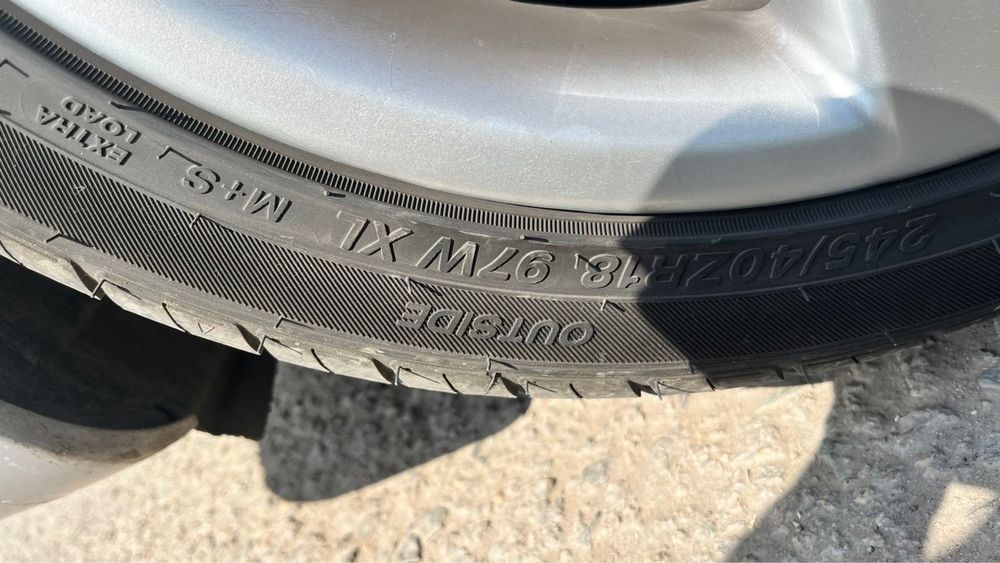 245/40ZR18 97W XL M+S
EXTRA
LOAD
OUTSIDE